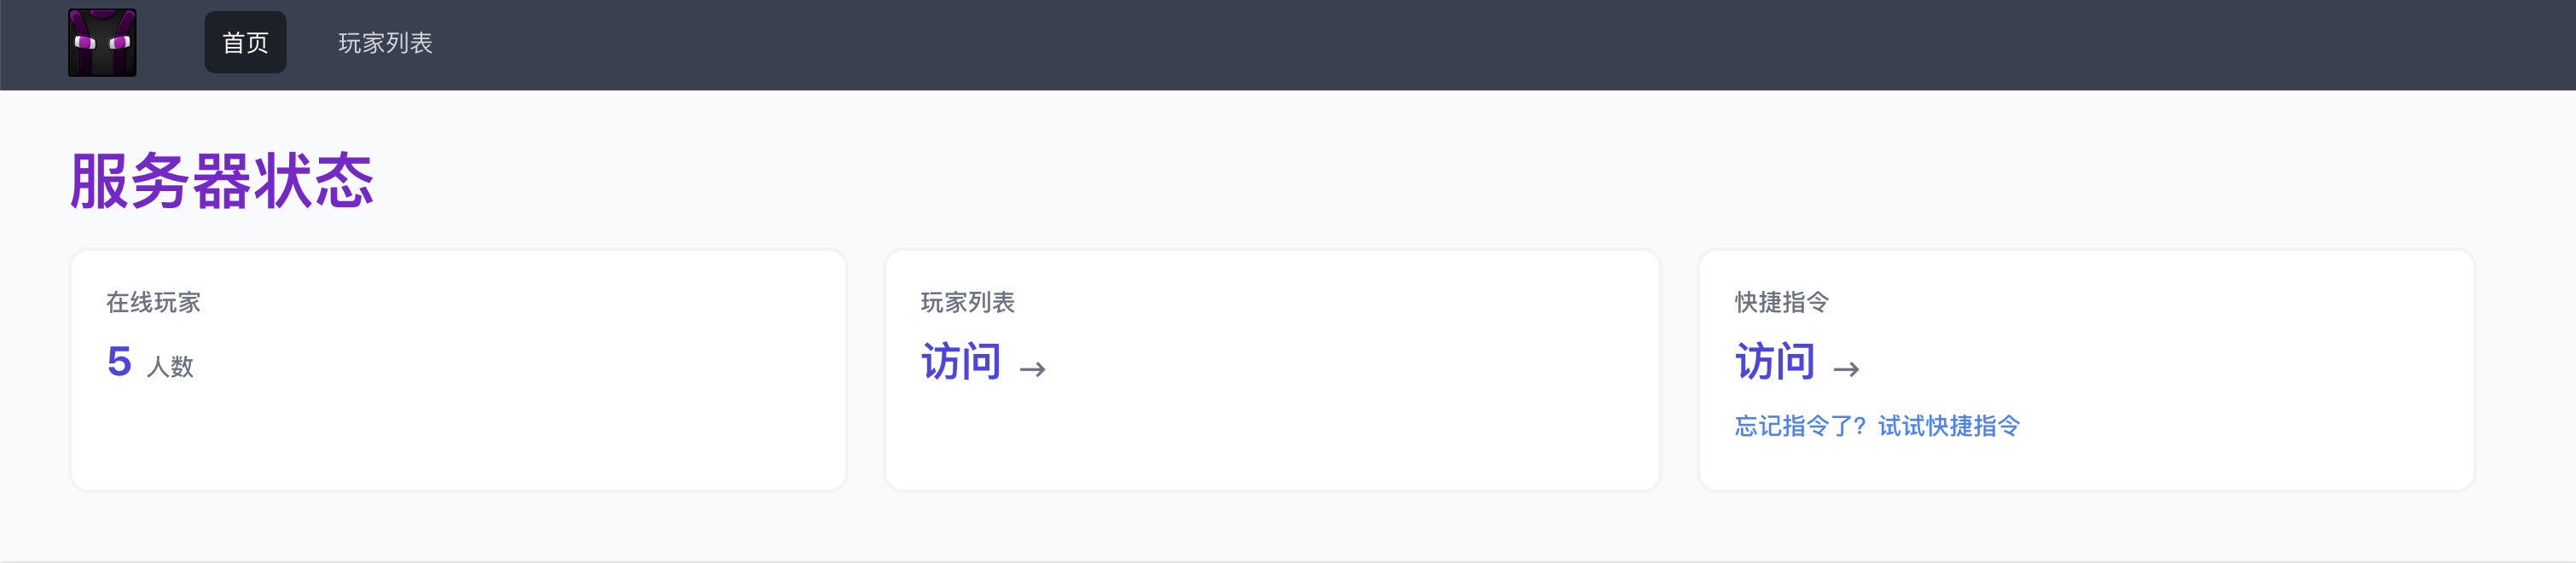 首页 玩家列表
服务器状态
在线玩家
5 人数
玩家列表
访问 →
快捷指令
访问 →
忘记指令了？试试快捷指令